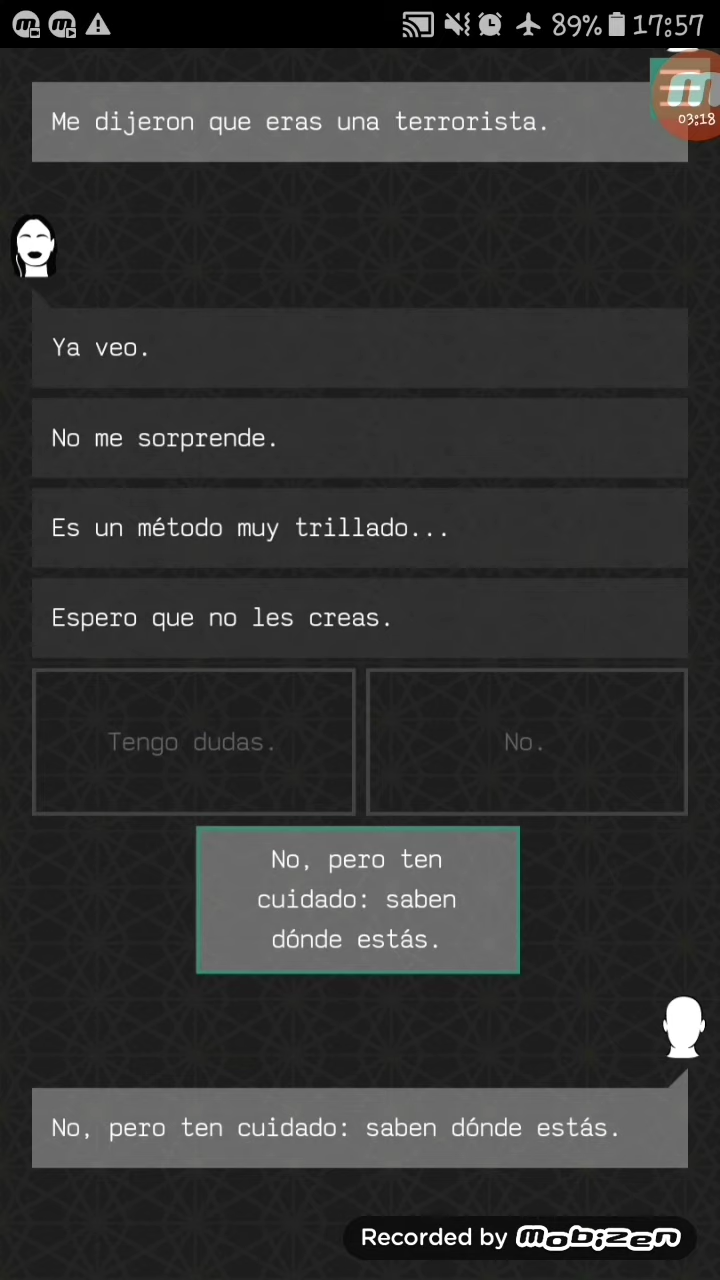 89% 17:57
03:18
Me dijeron que eras una terrorista.
Ya veo.
No me sorprende.
Es un método muy trillado...
Espero que no les creas.
Tengo dudas.
No.
No, pero ten
cuidado: saben
dónde estás.
No, pero ten cuidado: saben dónde estás.
Recorded by mobizen